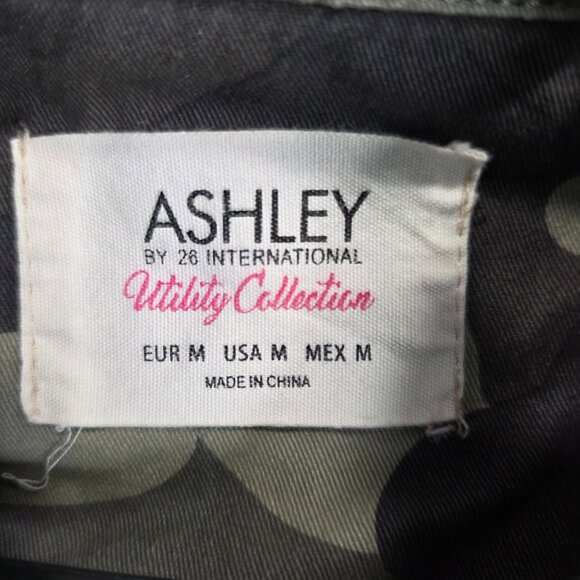 ASHLEY
BY 26 INTERNATIONAL
Utility Collection
EUR M USA M MEX M
MADE IN CHINA